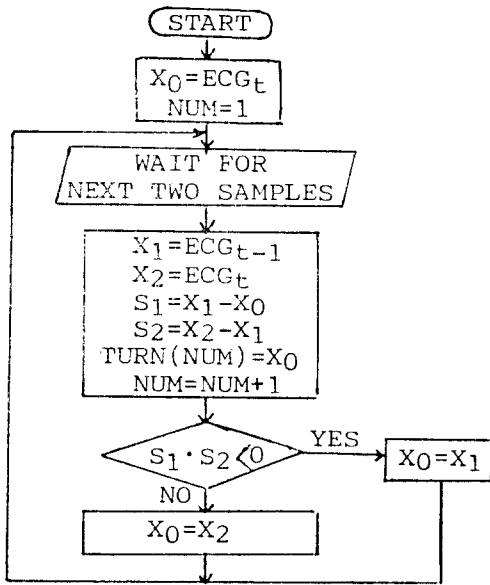 START
X0=ECGt
NUM=1
WAIT FOR
NEXT TWO SAMPLES
X1=ECGt-1
X2=ECGt
S1=X1-X0
S2=X2-X1
TURN(NUM)=X0
NUM=NUM+1
S1·S2<0
YES
X0=X1
NO
X0=X2